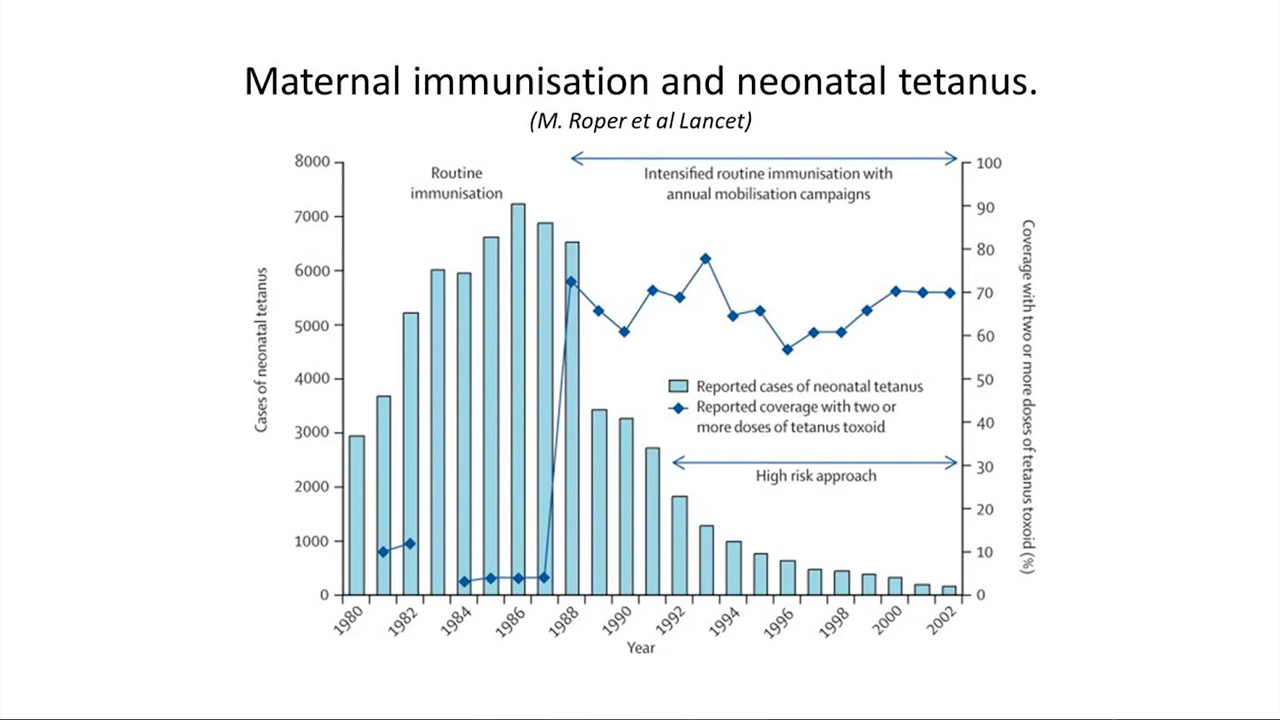 Maternal immunisation and neonatal tetanus.
(M. Roper et al Lancet)
Routine
immunisation
Intensified routine immunisation with
annual mobilisation campaigns
8000
7000
6000
5000
4000
3000
2000
1000
0
Cases of neonatal tetanus
100
90
80
70
60
50
40
30
20
10
0
Coverage with two or more doses of tetanus toxoid (%)
Reported cases of neonatal tetanus
Reported coverage with two or
more doses of tetanus toxoid
High risk approach
1980
1982
1984
1986
1988
1990
1992
1994
1996
1998
2000
2002
Year